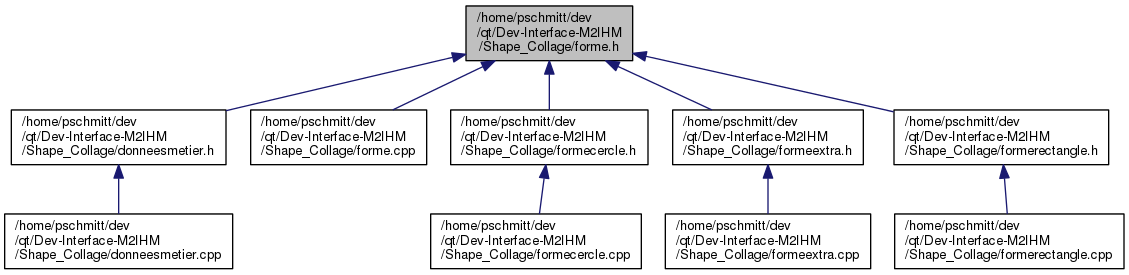 /home/pschmitt/dev
/qt/Dev-Interface-M2IHM
/Shape_Collage/forme.h
/home/pschmitt/dev
/qt/Dev-Interface-M2IHM
/Shape_Collage/donneesmetier.h
/home/pschmitt/dev
/qt/Dev-Interface-M2IHM
/Shape_Collage/forme.cpp
/home/pschmitt/dev
/qt/Dev-Interface-M2IHM
/Shape_Collage/formecercle.h
/home/pschmitt/dev
/qt/Dev-Interface-M2IHM
/Shape_Collage/formeextra.h
/home/pschmitt/dev
/qt/Dev-Interface-M2IHM
/Shape_Collage/formerectangle.h
/home/pschmitt/dev
/qt/Dev-Interface-M2IHM
/Shape_Collage/donneesmetier.cpp
/home/pschmitt/dev
/qt/Dev-Interface-M2IHM
/Shape_Collage/formecercle.cpp
/home/pschmitt/dev
/qt/Dev-Interface-M2IHM
/Shape_Collage/formeextra.cpp
/home/pschmitt/dev
/qt/Dev-Interface-M2IHM
/Shape_Collage/formerectangle.cpp